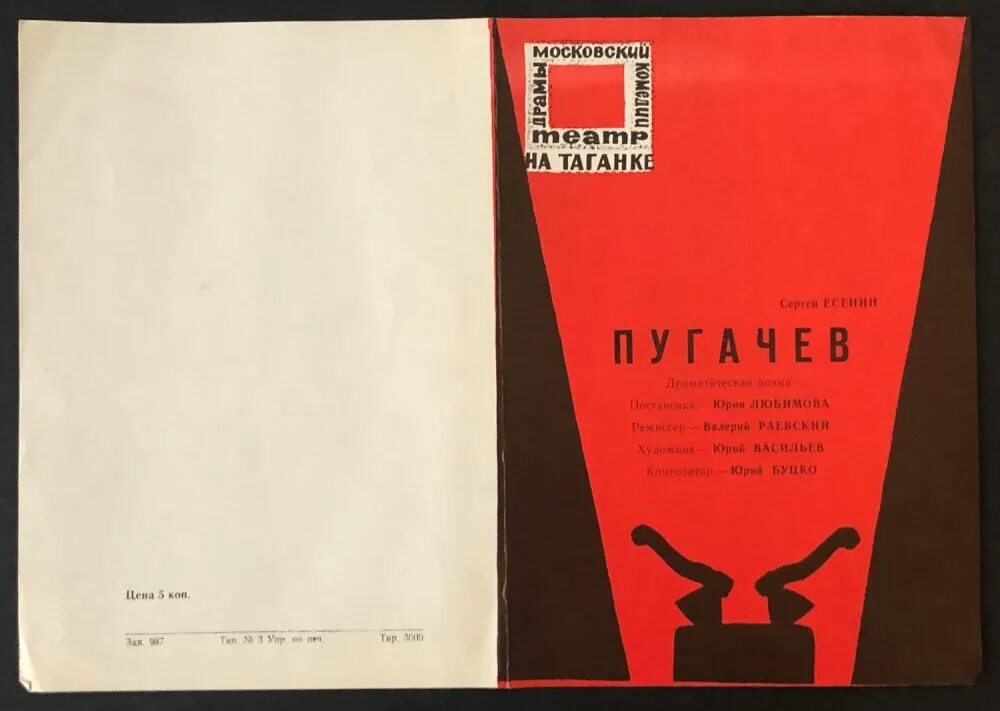 Цена 5 коп.
Зак. 987 Тип. № 3 Упр. по печ. Тир. 3000
МОСКОВСКИЙ
ДРАМЫ
КОМЕДИИ
театр
НА ТАГАНКЕ
Сергей ЕСЕНИН
ПУГАЧЕВ
Драматическая поэма
Постановка — Юрия ЛЮБИМОВА
Режиссер — Валерий РАЕВСКИЙ
Художник — Юрий ВАСИЛЬЕВ
Композитор — Юрий БУЦКО